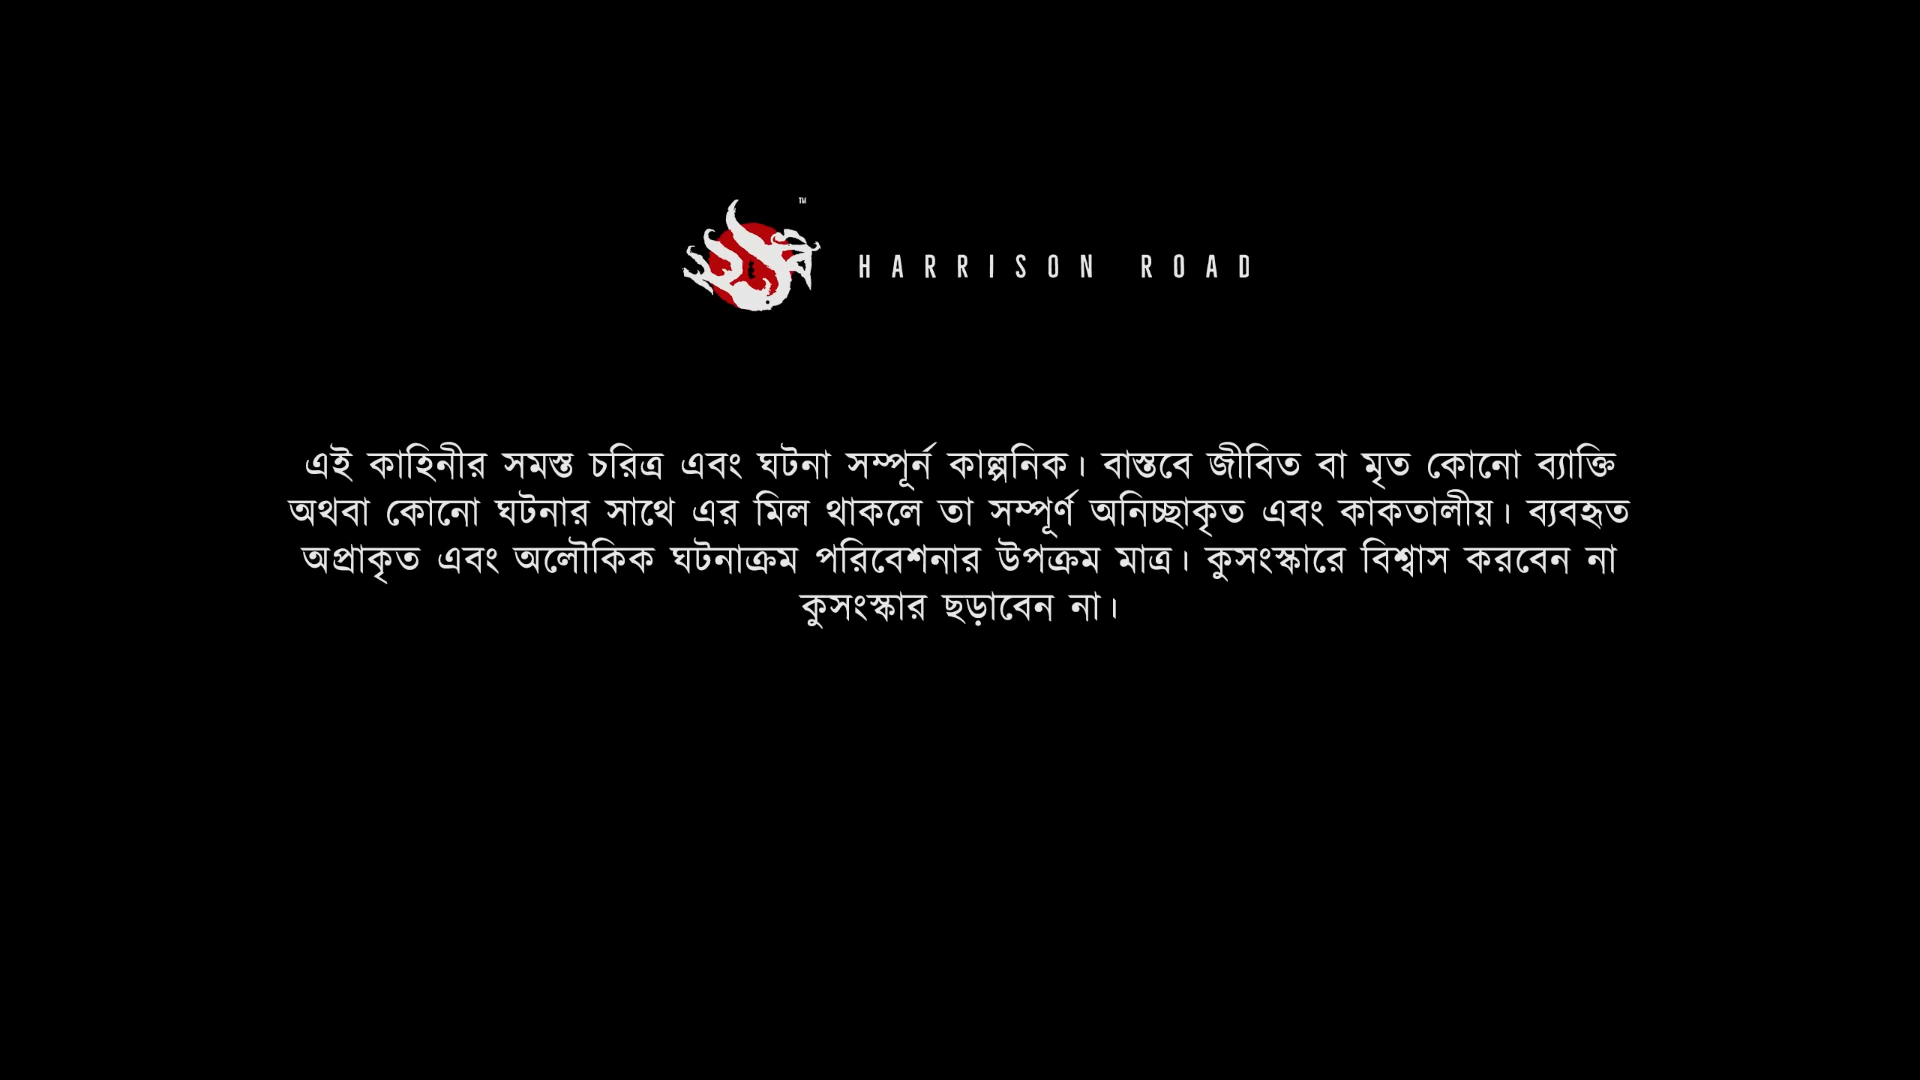 HARRISON ROAD
TM
এই কাহিনীর সমস্ত চরিত্র এবং ঘটনা সম্পূর্ন কাল্পনিক। বাস্তবে জীবিত বা মৃত কোনো ব্যাক্তি
অথবা কোনো ঘটনার সাথে এর মিল থাকলে তা সম্পূর্ণ অনিচ্ছাকৃত এবং কাকতালীয়। ব্যবহৃত
অপ্রাকৃত এবং অলৌকিক ঘটনাক্রম পরিবেশনার উপক্রম মাত্র। কুসংস্কারে বিশ্বাস করবেন না
কুসংস্কার ছড়াবেন না।